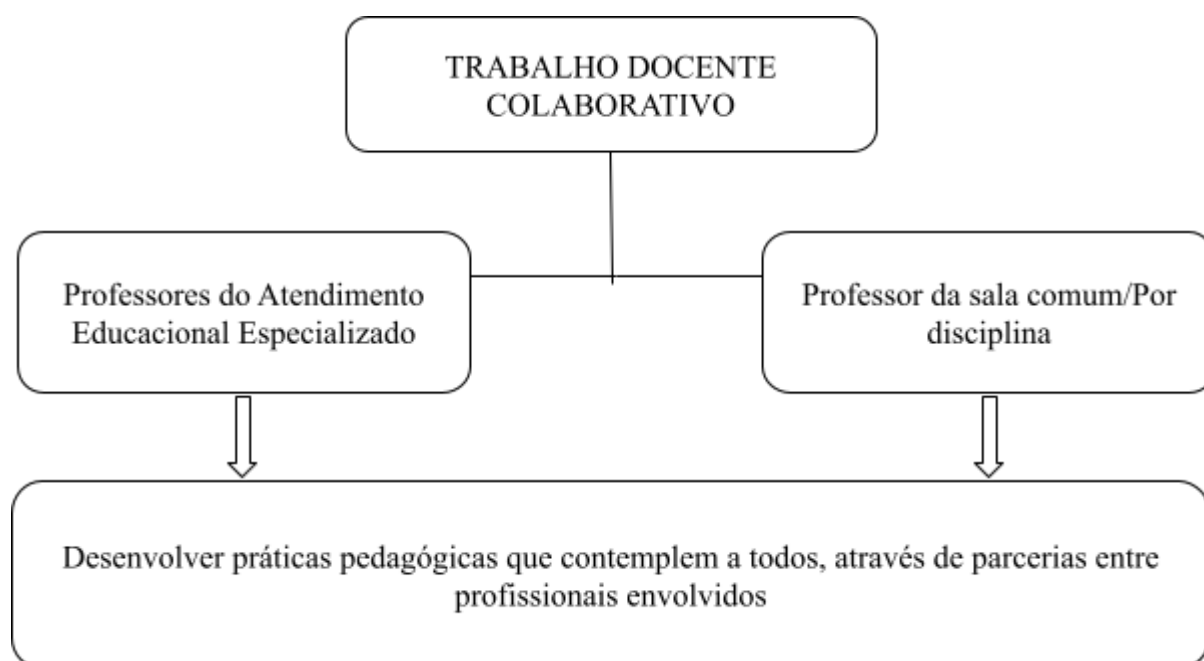 TRABALHO DOCENTE
COLABORATIVO
Professores do Atendimento
Educacional Especializado
Professor da sala comum/Por
disciplina
Desenvolver práticas pedagógicas que contemplem a todos, através de parcerias entre
profissionais envolvidos